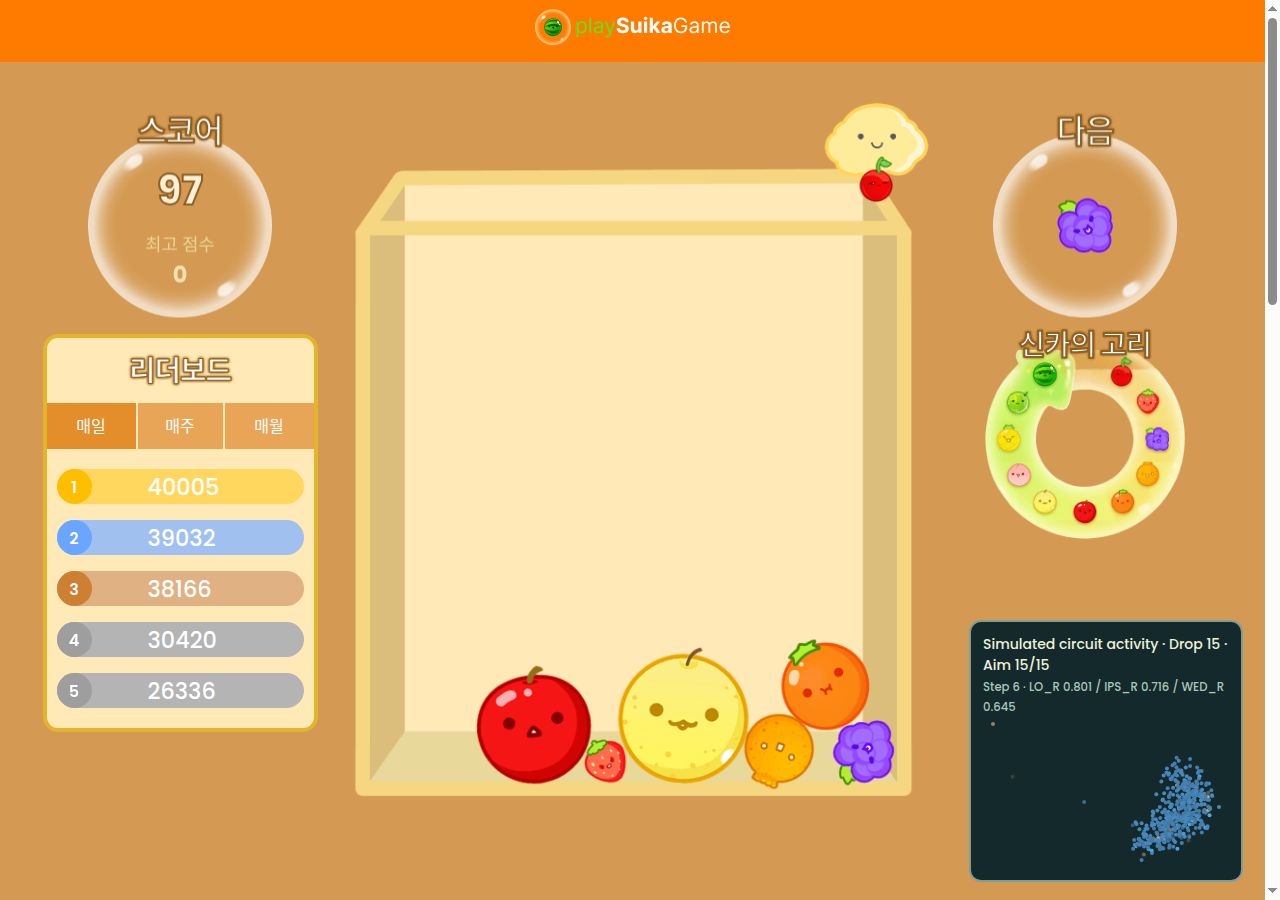 playSuikaGame
스코어
97
최고 점수
0
리더보드
매일 매주 매월
1 40005
2 39032
3 38166
4 30420
5 26336
다음
신카의 고리
Simulated circuit activity · Drop 15 ·
Aim 15/15
Step 6 · LO_R 0.801 / IPS_R 0.716 / WED_R
0.645